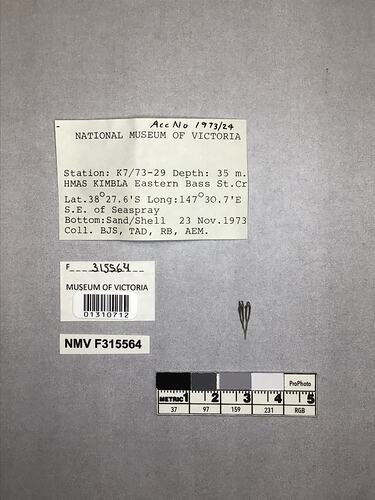 Acc No 1973/24
NATIONAL MUSEUM OF VICTORIA
Station: K7/73-29 Depth: 35 m.
HMAS KIMBLA Eastern Bass St.Cr
Lat.38°27.6'S Long:147°30.7'E
S.E. of Seaspray
Bottom:Sand/Shell 23 Nov.1973
Coll. BJS, TAD, RB, AEM.
F 315564
MUSEUM OF VICTORIA
01310712
NMV F315564
ProPhoto
METRIC 1 2 3 4 5
37 97 159 231 RGB